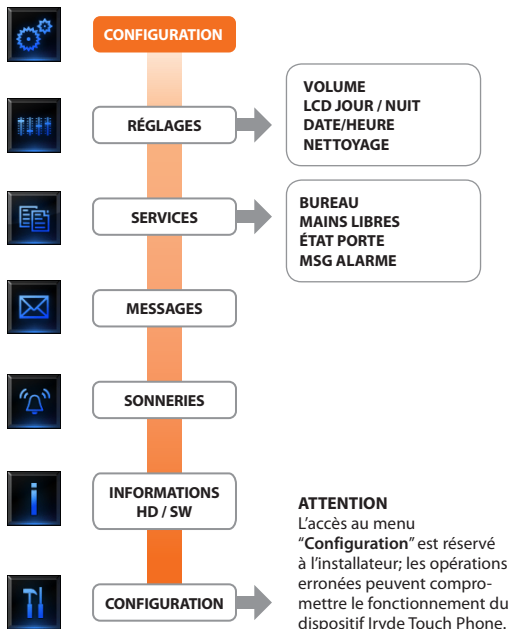 CONFIGURATION
RÉGLAGES
VOLUME
LCD JOUR / NUIT
DATE/HEURE
NETTOYAGE
SERVICES
BUREAU
MAINS LIBRES
ÉTAT PORTE
MSG ALARME
MESSAGES
SONNERIES
INFORMATIONS
HD / SW
CONFIGURATION
ATTENTION
L’accès au menu
“Configuration” est réservé
à l’installateur; les opérations
erronées peuvent compro-
mettre le fonctionnement du
dispositif Iryde Touch Phone.